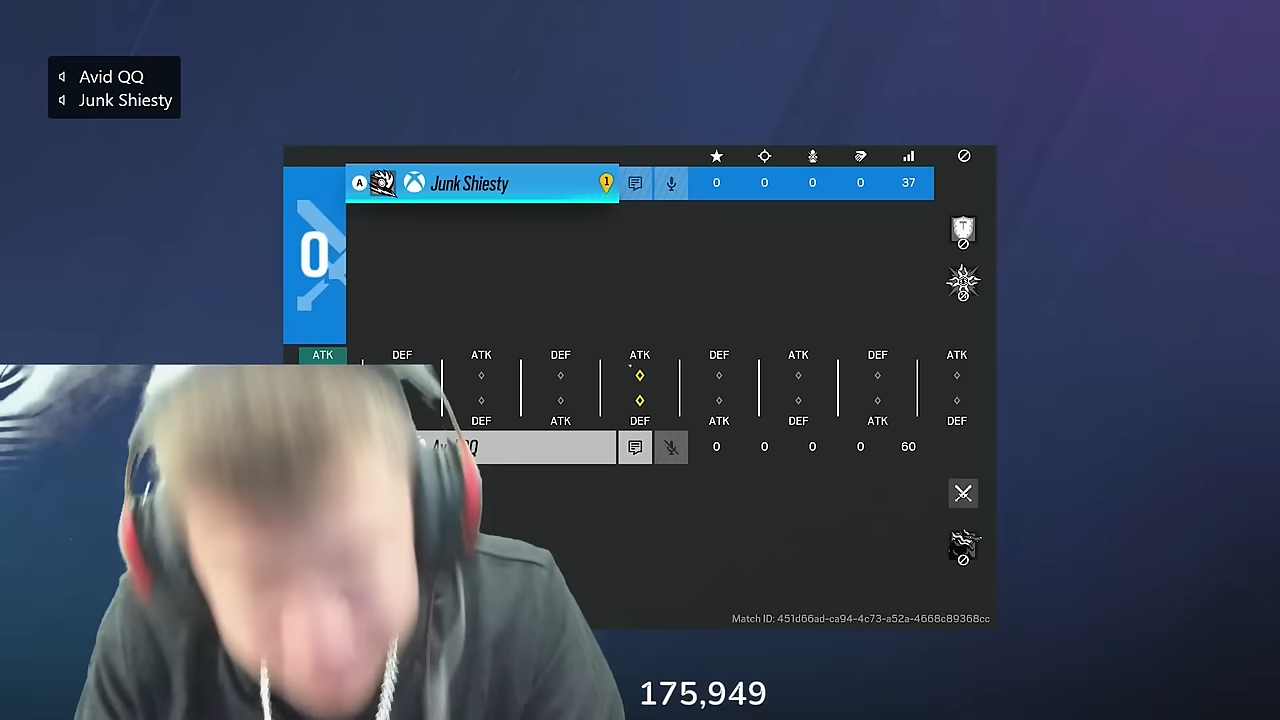 Avid QQ
Junk Shiesty
A Junk Shiesty 1 0 0 0 0 37
0
ATK DEF ATK DEF ATK DEF ATK DEF ATK
DEF ATK DEF ATK DEF ATK DEF
0 0 0 0 60
Match ID: 451d66ad-ca94-4c73-a52a-4668c89368cc
175,949